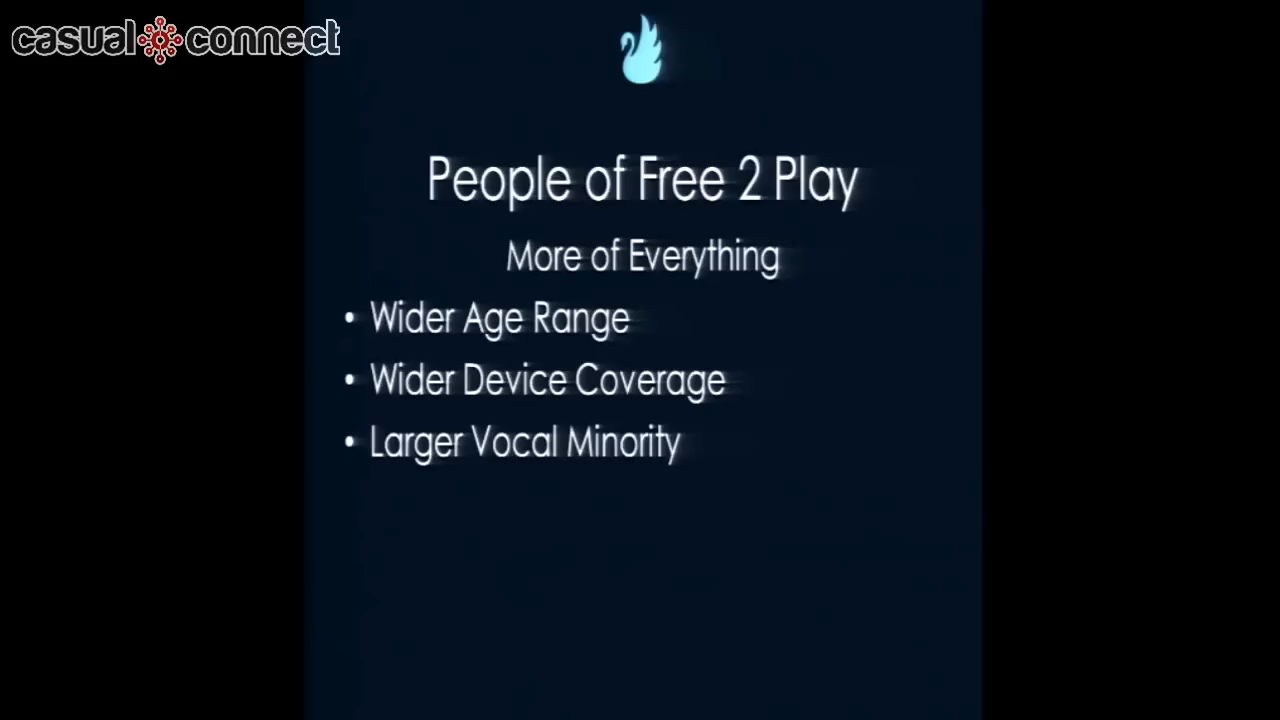 casual connect
People of Free 2 Play
More of Everything
• Wider Age Range
• Wider Device Coverage
• Larger Vocal Minority